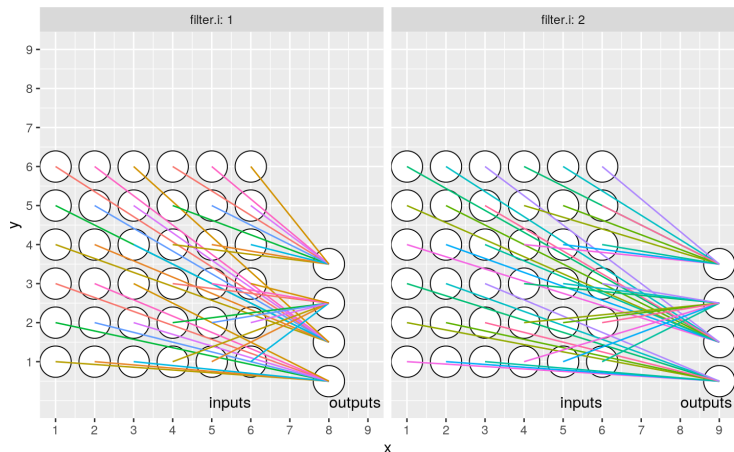 filter.i: 1
filter.i: 2
9
8
7
6
5
4
3
2
1
y
inputs
outputs
inputs
outputs
1 2 3 4 5 6 7 8 9
1 2 3 4 5 6 7 8 9
x